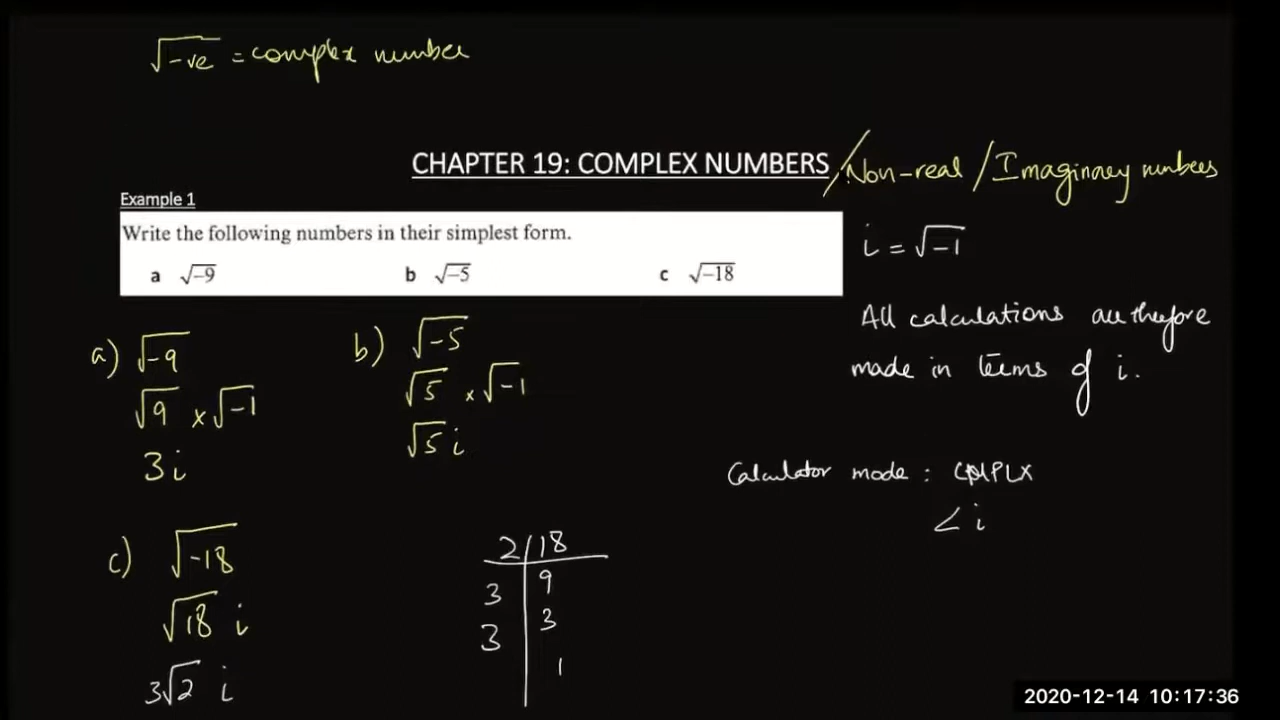 √-ve = complex number
CHAPTER 19: COMPLEX NUMBERS / Non-real / Imaginary numbers
Example 1
Write the following numbers in their simplest form.
a √-9 b √-5 c √-18
i = √-1
All calculations are therefore
made in terms of i.
a) √-9
√9 × √-1
3i
b) √-5
√5 × √-1
√5 i
Calculator mode : CMPLX
∠ i
c) √-18
√18 i
3√2 i
2 | 18
3 | 9
3 | 3
1
2020-12-14 10:17:36